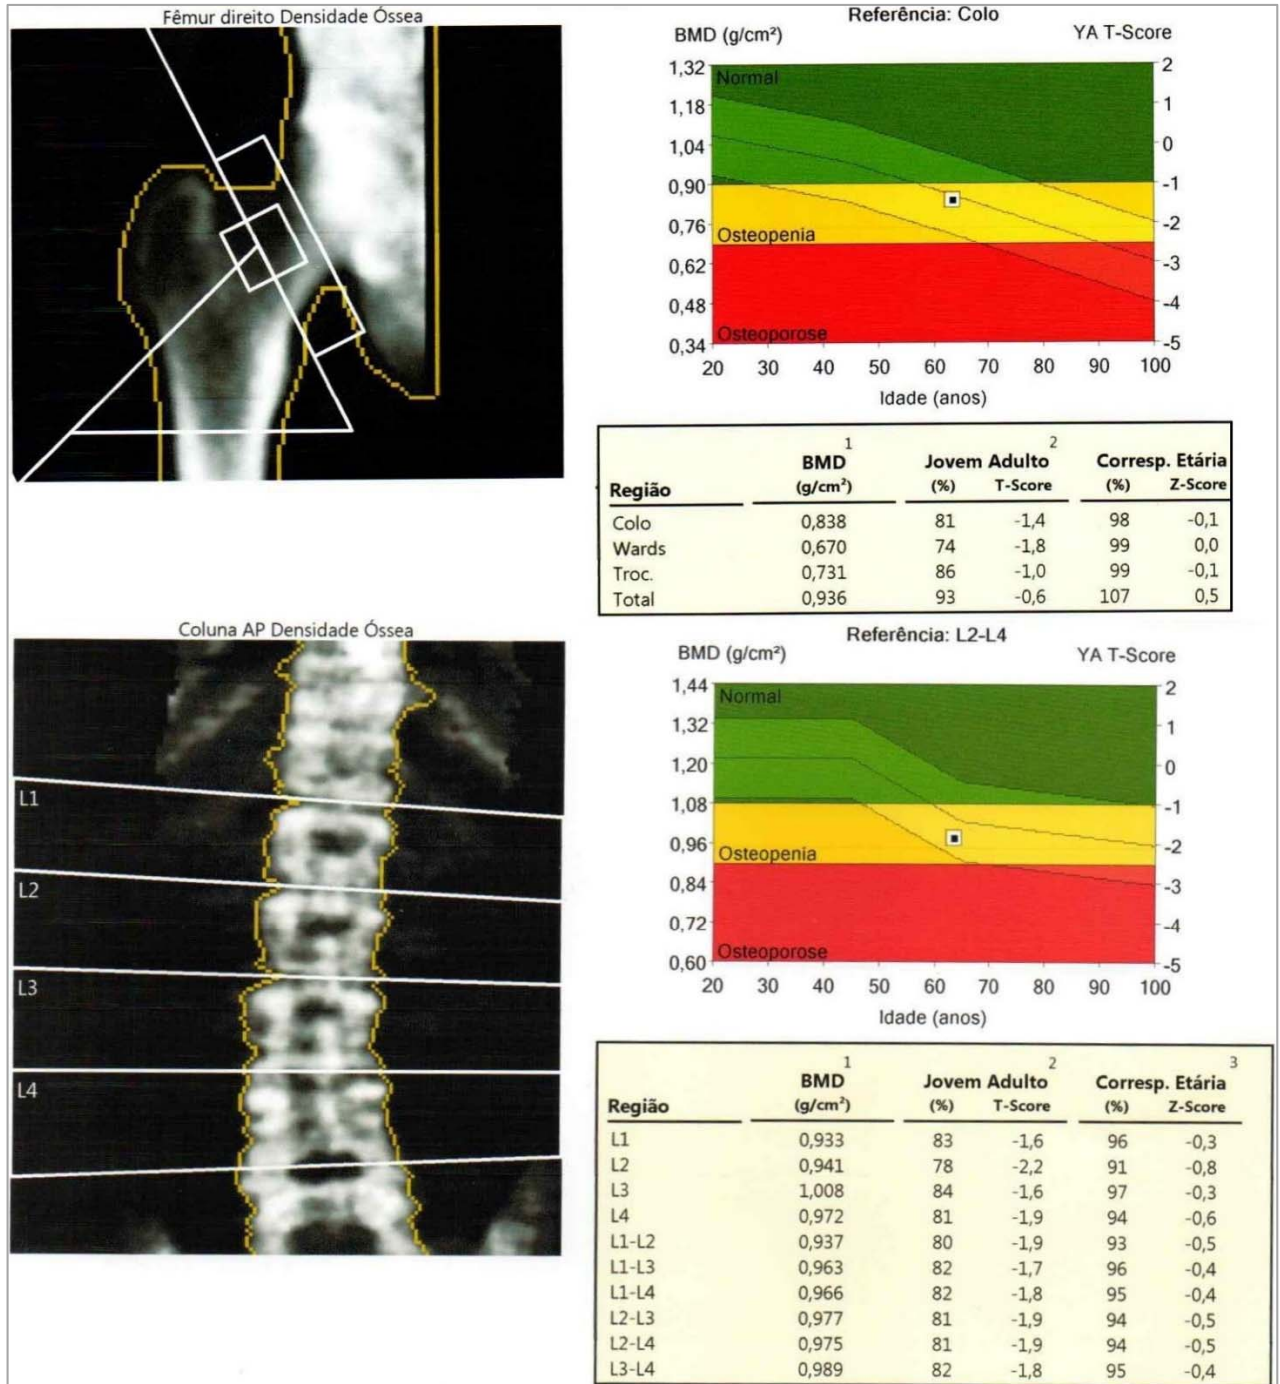 Fêmur direito Densidade Óssea
Referência: Colo
BMD (g/cm²) YA T-Score
1,32 Normal 2
1,18 1
1,04 0
0,90 -1
0,76 -2
Osteopenia
0,62 -3
0,48 -4
Osteoporose
0,34 -5
20 30 40 50 60 70 80 90 100
Idade (anos)
1 2
BMD Jovem Adulto Corresp. Etária
Região (g/cm²) (%) T-Score (%) Z-Score
Colo 0,838 81 -1,4 98 -0,1
Wards 0,670 74 -1,8 99 0,0
Troc. 0,731 86 -1,0 99 -0,1
Total 0,936 93 -0,6 107 0,5
Coluna AP Densidade Óssea
L1
L2
L3
L4
Referência: L2-L4
BMD (g/cm²) YA T-Score
1,44 Normal 2
1,32 1
1,20 0
1,08 -1
0,96 -2
Osteopenia
0,84 -3
0,72 -4
Osteoporose
0,60 -5
20 30 40 50 60 70 80 90 100
Idade (anos)
1 2 3
BMD Jovem Adulto Corresp. Etária
Região (g/cm²) (%) T-Score (%) Z-Score
L1 0,933 83 -1,6 96 -0,3
L2 0,941 78 -2,2 91 -0,8
L3 1,008 84 -1,6 97 -0,3
L4 0,972 81 -1,9 94 -0,6
L1-L2 0,937 80 -1,9 93 -0,5
L1-L3 0,963 82 -1,7 96 -0,4
L1-L4 0,966 82 -1,8 95 -0,4
L2-L3 0,977 81 -1,9 94 -0,5
L2-L4 0,975 81 -1,9 94 -0,5
L3-L4 0,989 82 -1,8 95 -0,4